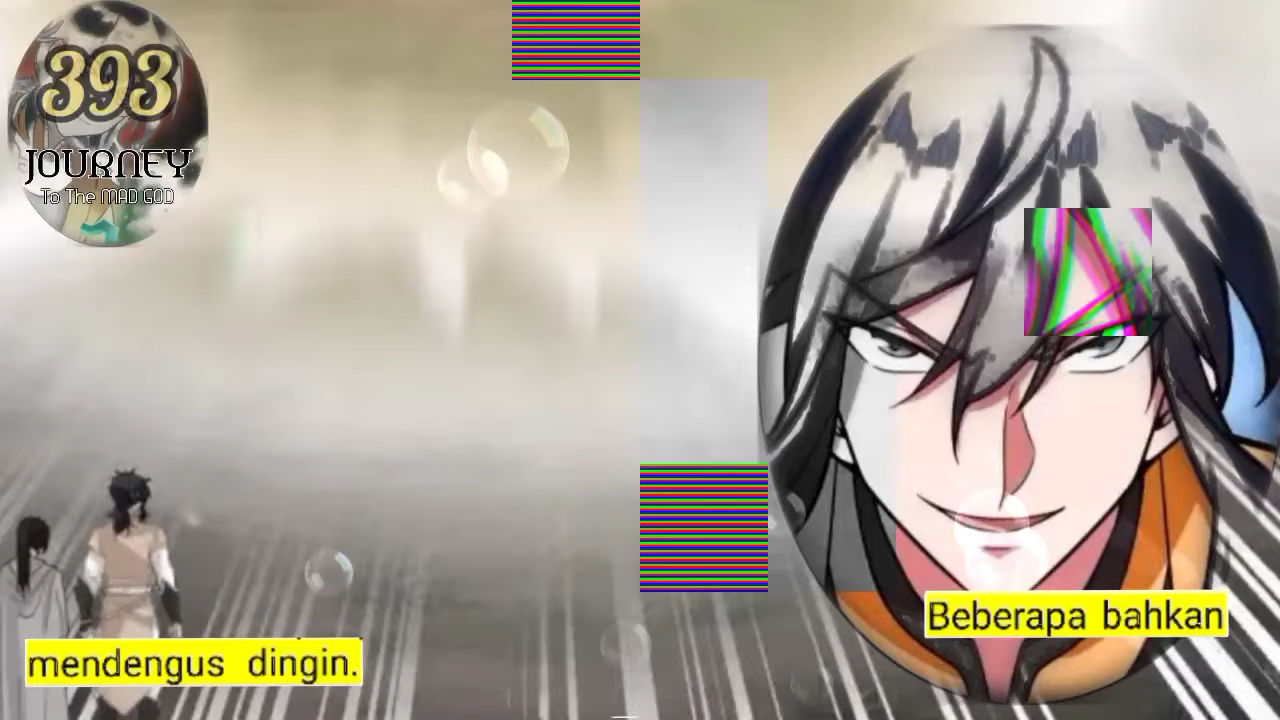 393
JOURNEY
To The MAD GOD
Beberapa bahkan
mendengus dingin.